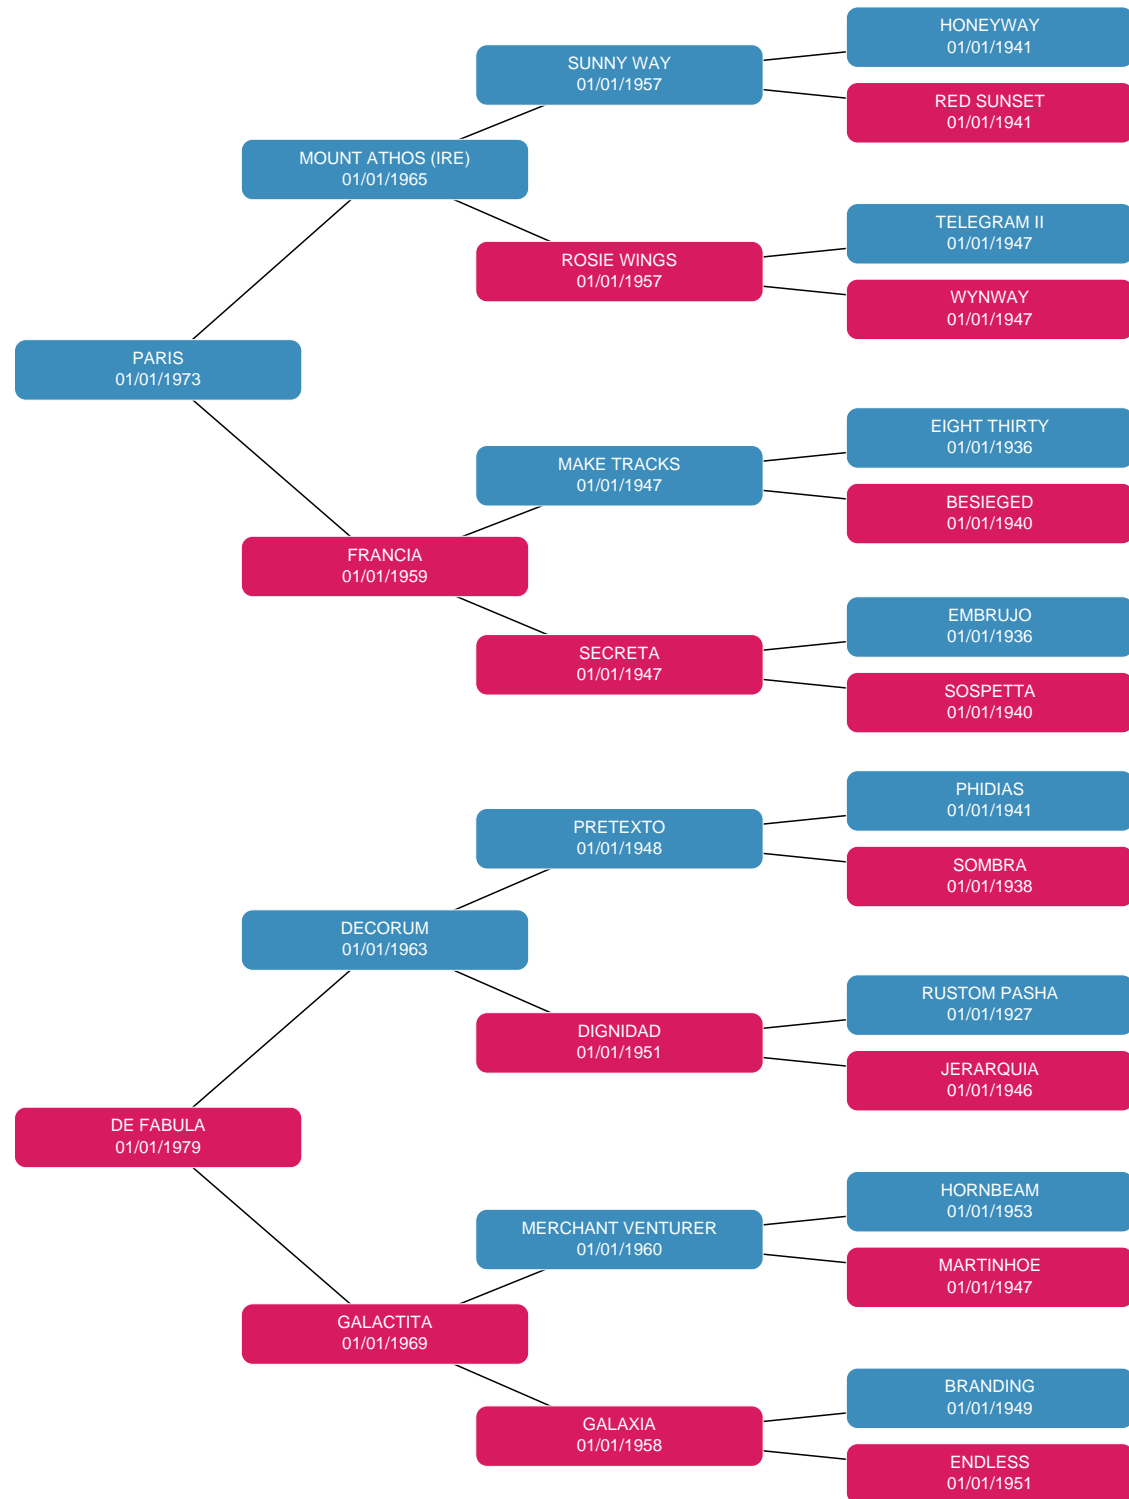 HONEYWAY
01/01/1941
SUNNY WAY
01/01/1957
RED SUNSET
01/01/1941
MOUNT ATHOS (IRE)
01/01/1965
TELEGRAM II
01/01/1947
ROSIE WINGS
01/01/1957
WYNWAY
01/01/1947
PARIS
01/01/1973
EIGHT THIRTY
01/01/1936
MAKE TRACKS
01/01/1947
BESIEGED
01/01/1940
FRANCIA
01/01/1959
EMBRUJO
01/01/1936
SECRETA
01/01/1947
SOSPETTA
01/01/1940
PHIDIAS
01/01/1941
PRETEXTO
01/01/1948
SOMBRA
01/01/1938
DECORUM
01/01/1963
RUSTOM PASHA
01/01/1927
DIGNIDAD
01/01/1951
JERARQUIA
01/01/1946
DE FABULA
01/01/1979
HORNBEAM
01/01/1953
MERCHANT VENTURER
01/01/1960
MARTINHOE
01/01/1947
GALACTITA
01/01/1969
BRANDING
01/01/1949
GALAXIA
01/01/1958
ENDLESS
01/01/1951